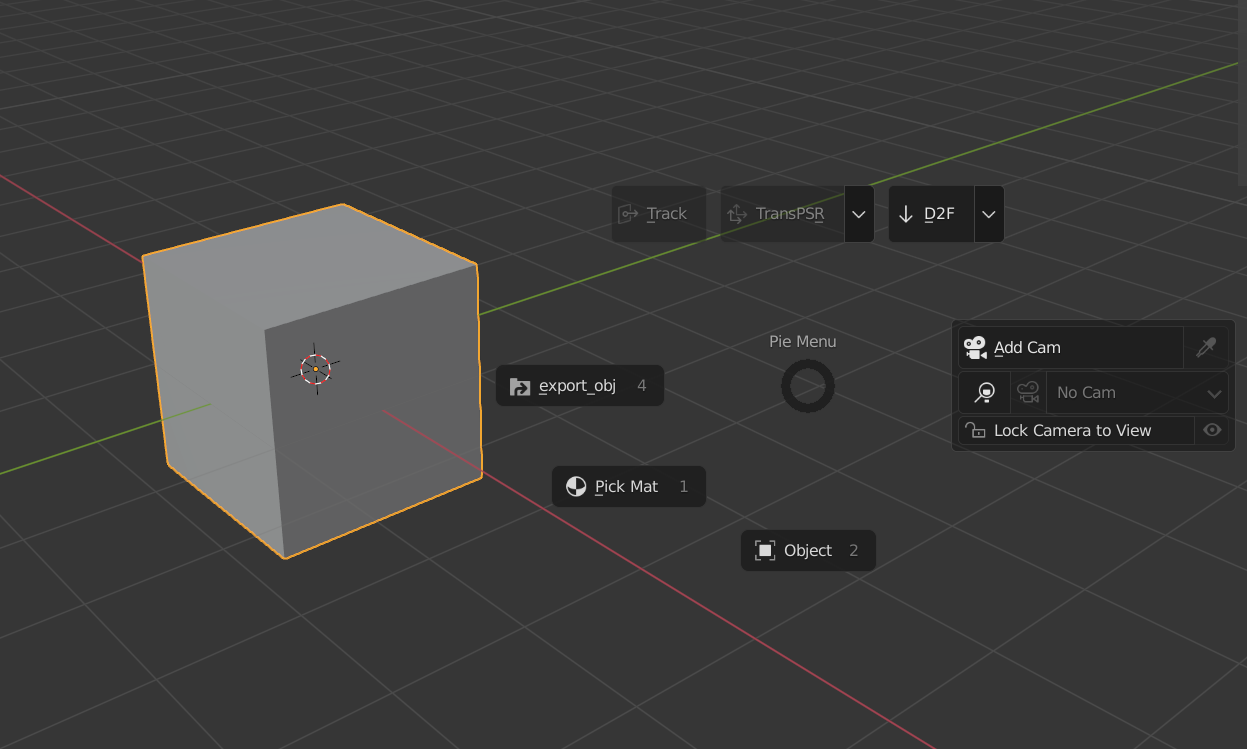 Track
TransPSR
D2F
Pie Menu
Add Cam
export_obj 4
No Cam
Lock Camera to View
Pick Mat 1
Object 2